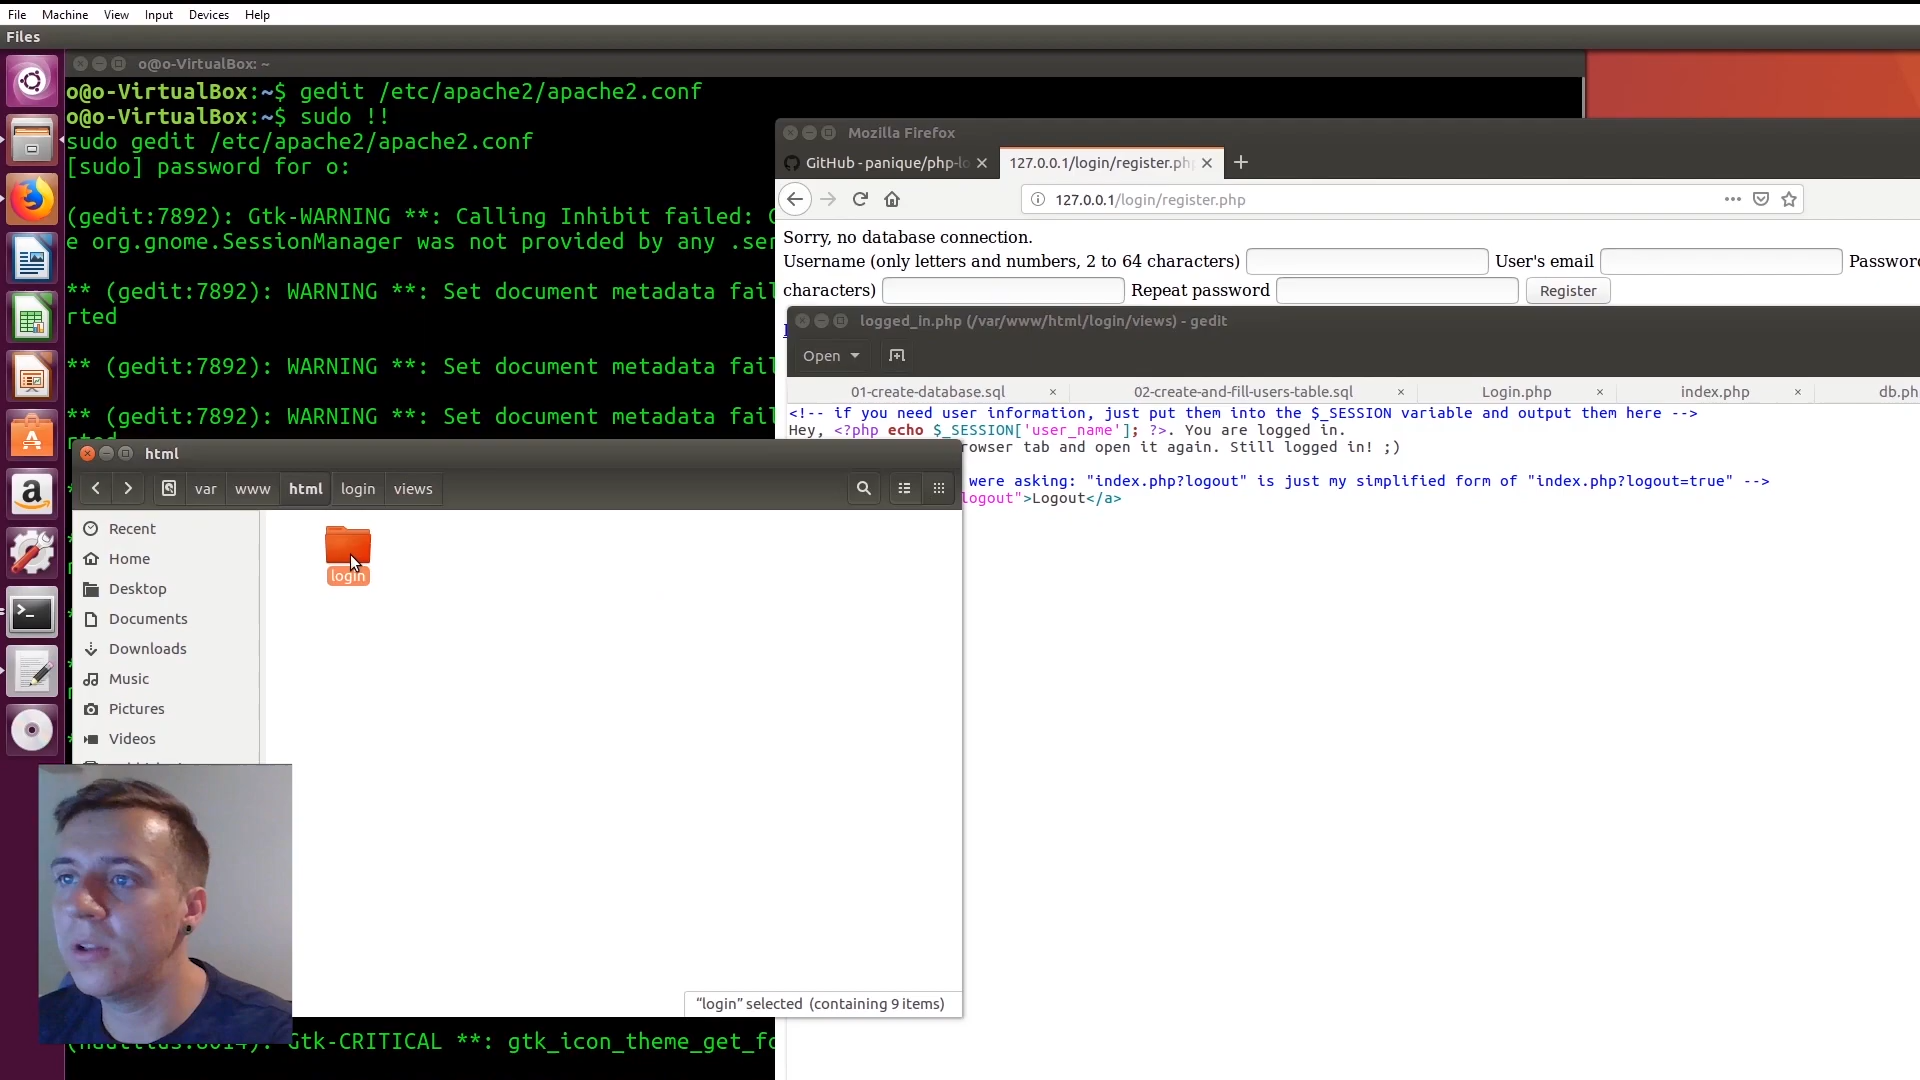 File Machine View Input Devices Help
Files
o@o-VirtualBox: ~
o@o-VirtualBox:~$ gedit /etc/apache2/apache2.conf
o@o-VirtualBox:~$ sudo !!
sudo gedit /etc/apache2/apache2.conf
[sudo] password for o:
(gedit:7892): Gtk-WARNING **: Calling Inhibit failed:
e org.gnome.SessionManager was not provided by any .ser
** (gedit:7892): WARNING **: Set document metadata fail
rted
** (gedit:7892): WARNING **: Set document metadata fail
** (gedit:7892): WARNING **: Set document metadata fail
Gtk-CRITICAL **: gtk_icon_theme_get_fo
Mozilla Firefox
GitHub - panique/php-lo
127.0.0.1/login/register.php
127.0.0.1/login/register.php
Sorry, no database connection.
Username (only letters and numbers, 2 to 64 characters) User's email Password
characters) Repeat password Register
logged_in.php (/var/www/html/login/views) - gedit
Open
01-create-database.sql 02-create-and-fill-users-table.sql Login.php index.php db.ph
<!-- if you need user information, just put them into the $_SESSION variable and output them here -->
Hey, <?php echo $_SESSION['user_name']; ?>. You are logged in.
rowser tab and open it again. Still logged in! ;)
were asking: "index.php?logout" is just my simplified form of "index.php?logout=true" -->
logout">Logout</a>
html
var www html login views
Recent
Home
Desktop
Documents
Downloads
Music
Pictures
Videos
login
"login" selected (containing 9 items)